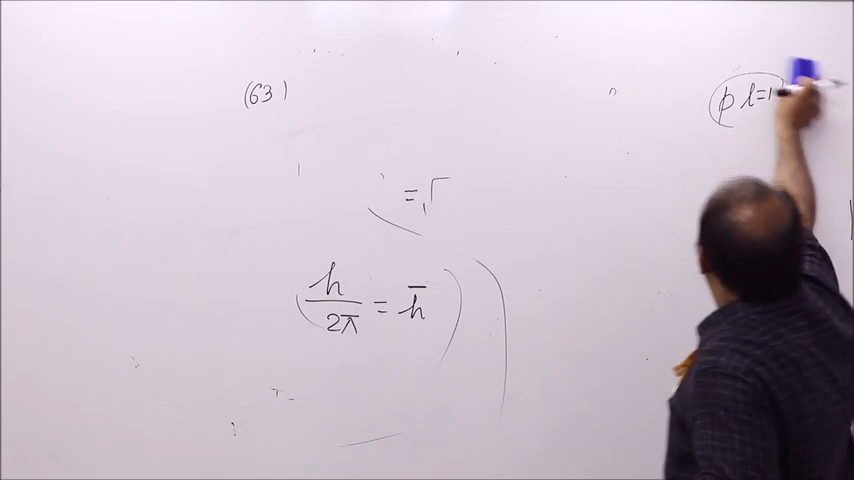 (63)
p l=1
=√
h/2π = ħ